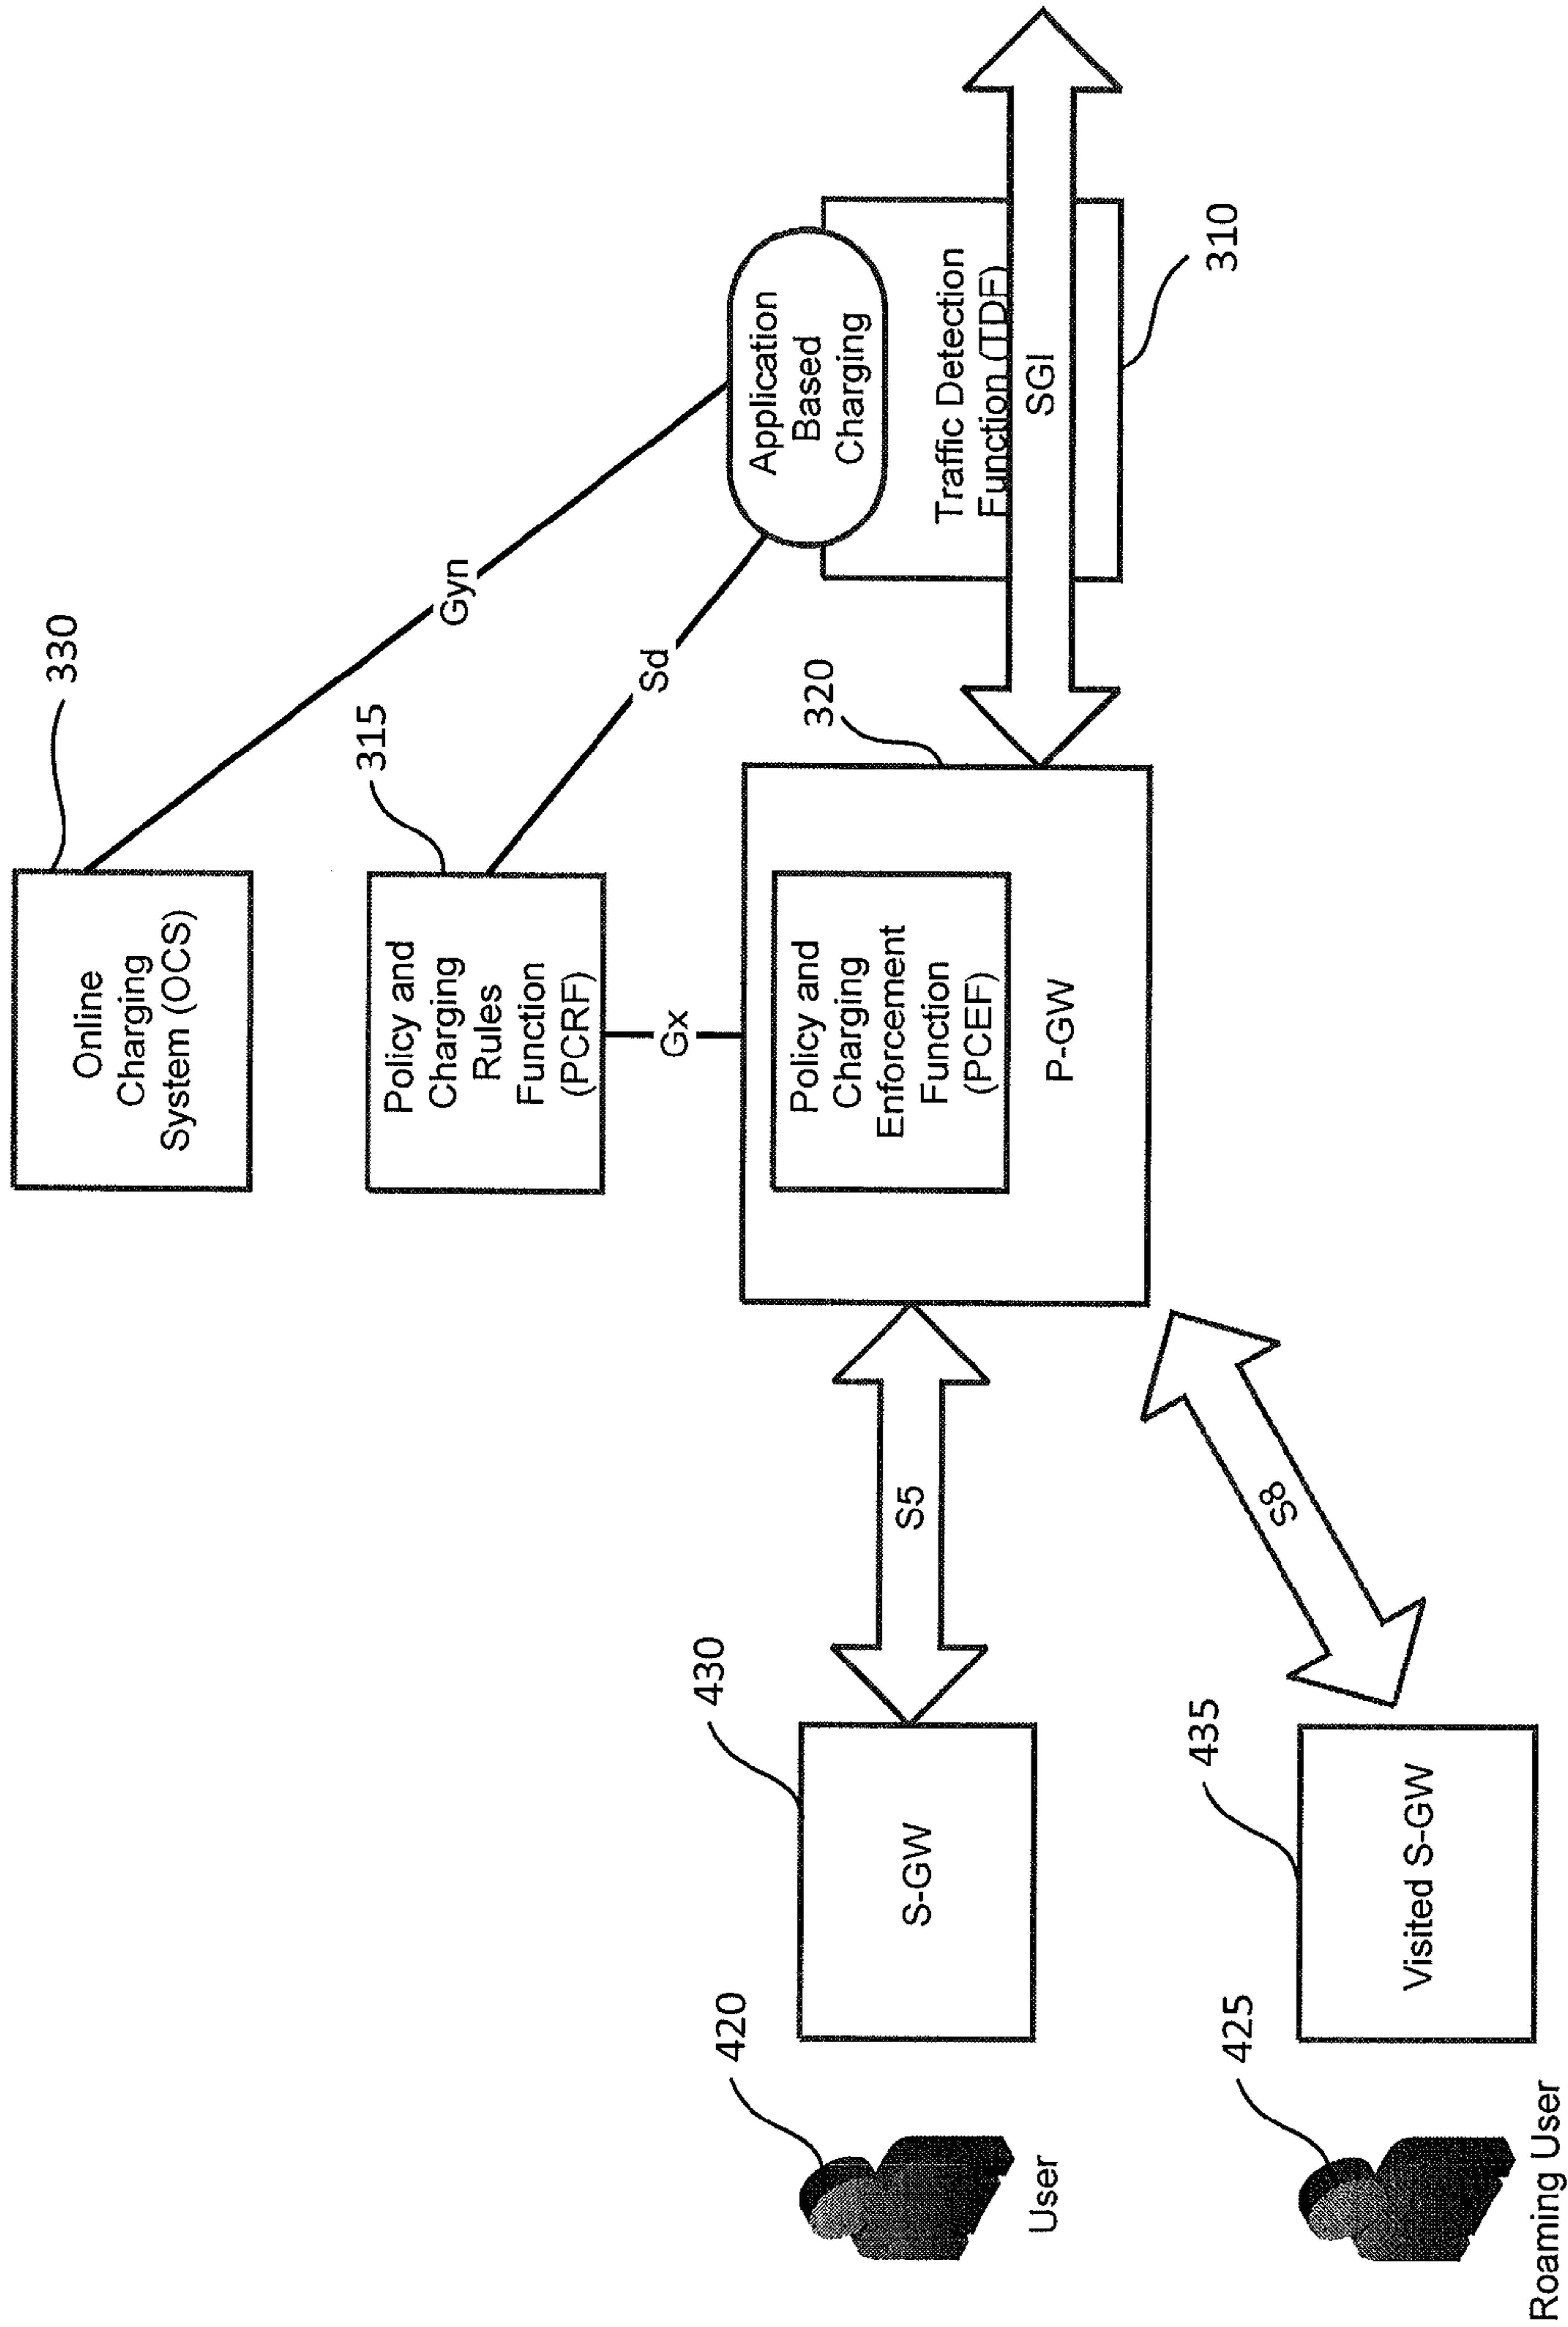 330
Online
Charging
System (OCS)
Gyn
315
Policy and
Charging
Rules
Function
(PCRF)
Sd
Gx
Application
Based
Charging
Traffic Detection
Function (TDF)
SGI
310
320
Policy and
Charging
Enforcement
Function
(PCEF)
P-GW
S5
S8
430
S-GW
420
User
435
Visited S-GW
425
Roaming User